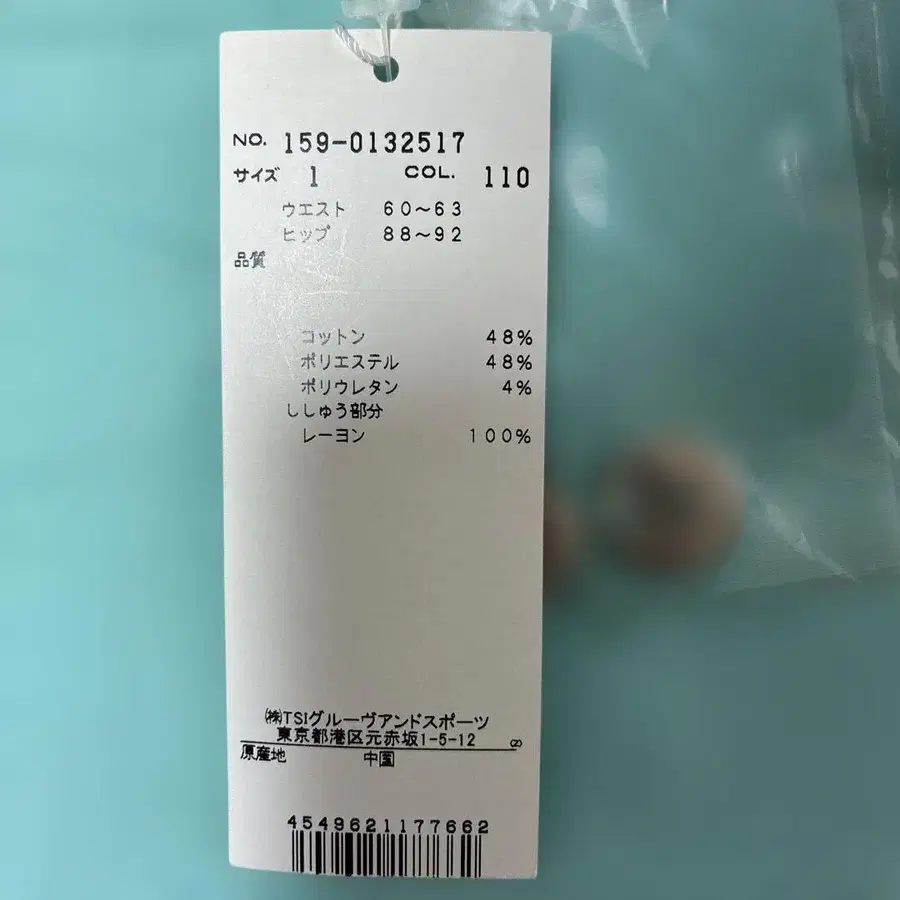 NO. 159-0132517
サイズ 1 COL. 110
ウエスト 60～63
ヒップ 88～92
品質
コットン 48%
ポリエステル 48%
ポリウレタン 4%
ししゅう部分
レーヨン 100%
㈱TSIグルーヴアンドスポーツ
東京都港区元赤坂1-5-12
原産地 中国
4549621177662